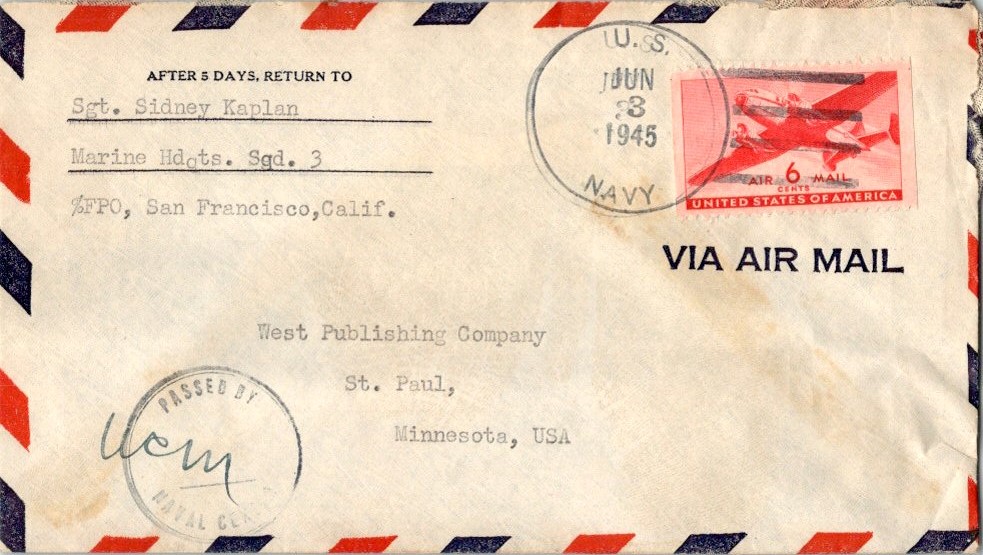 AFTER 5 DAYS, RETURN TO
Sgt. Sidney Kaplan
Marine Hdqts. Sqd. 3
%FPO, San Francisco,Calif.
U.S.
JUN
3
1945
NAVY
AIR 6 MAIL
CENTS
UNITED STATES OF AMERICA
VIA AIR MAIL
West Publishing Company
St. Paul,
Minnesota, USA
PASSED BY
NAVAL